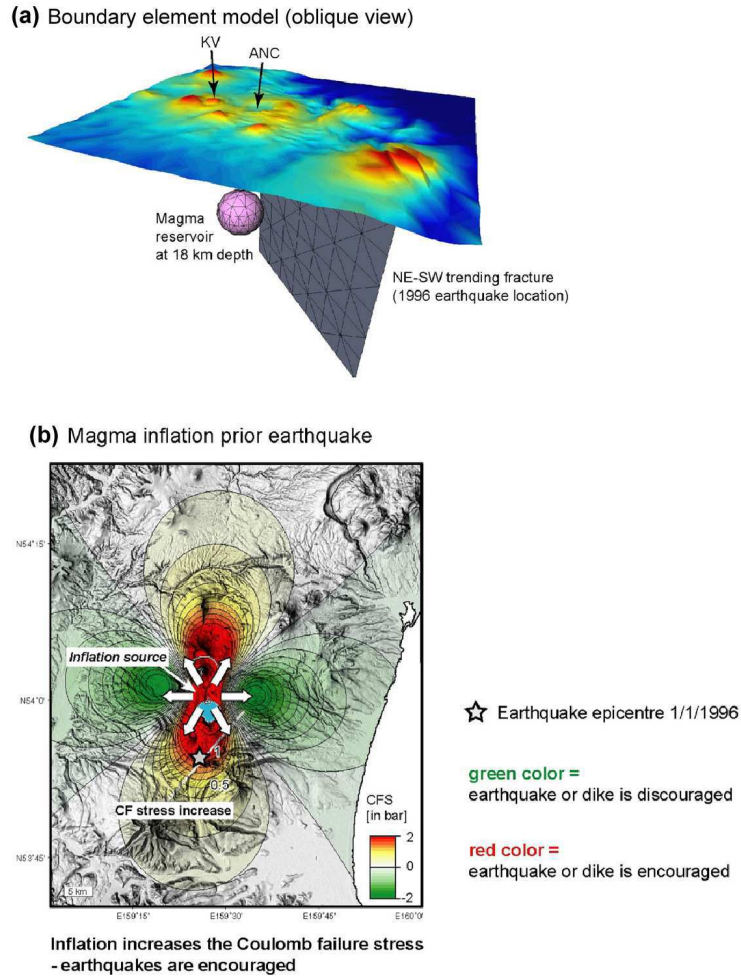 (a) Boundary element model (oblique view)
KV
ANC
Magma
reservoir
at 18 km depth
NE-SW trending fracture
(1996 earthquake location)
(b) Magma inflation prior earthquake
N54°15'
Inflation source
N54°0'
1
0.5
CF stress increase
CFS
[in bar]
2
0
-2
N53°45'
5 km
E159°15'
E159°30'
E159°45'
E160°0'
Earthquake epicentre 1/1/1996
green color =
earthquake or dike is discouraged
red color =
earthquake or dike is encouraged
Inflation increases the Coulomb failure stress
- earthquakes are encouraged